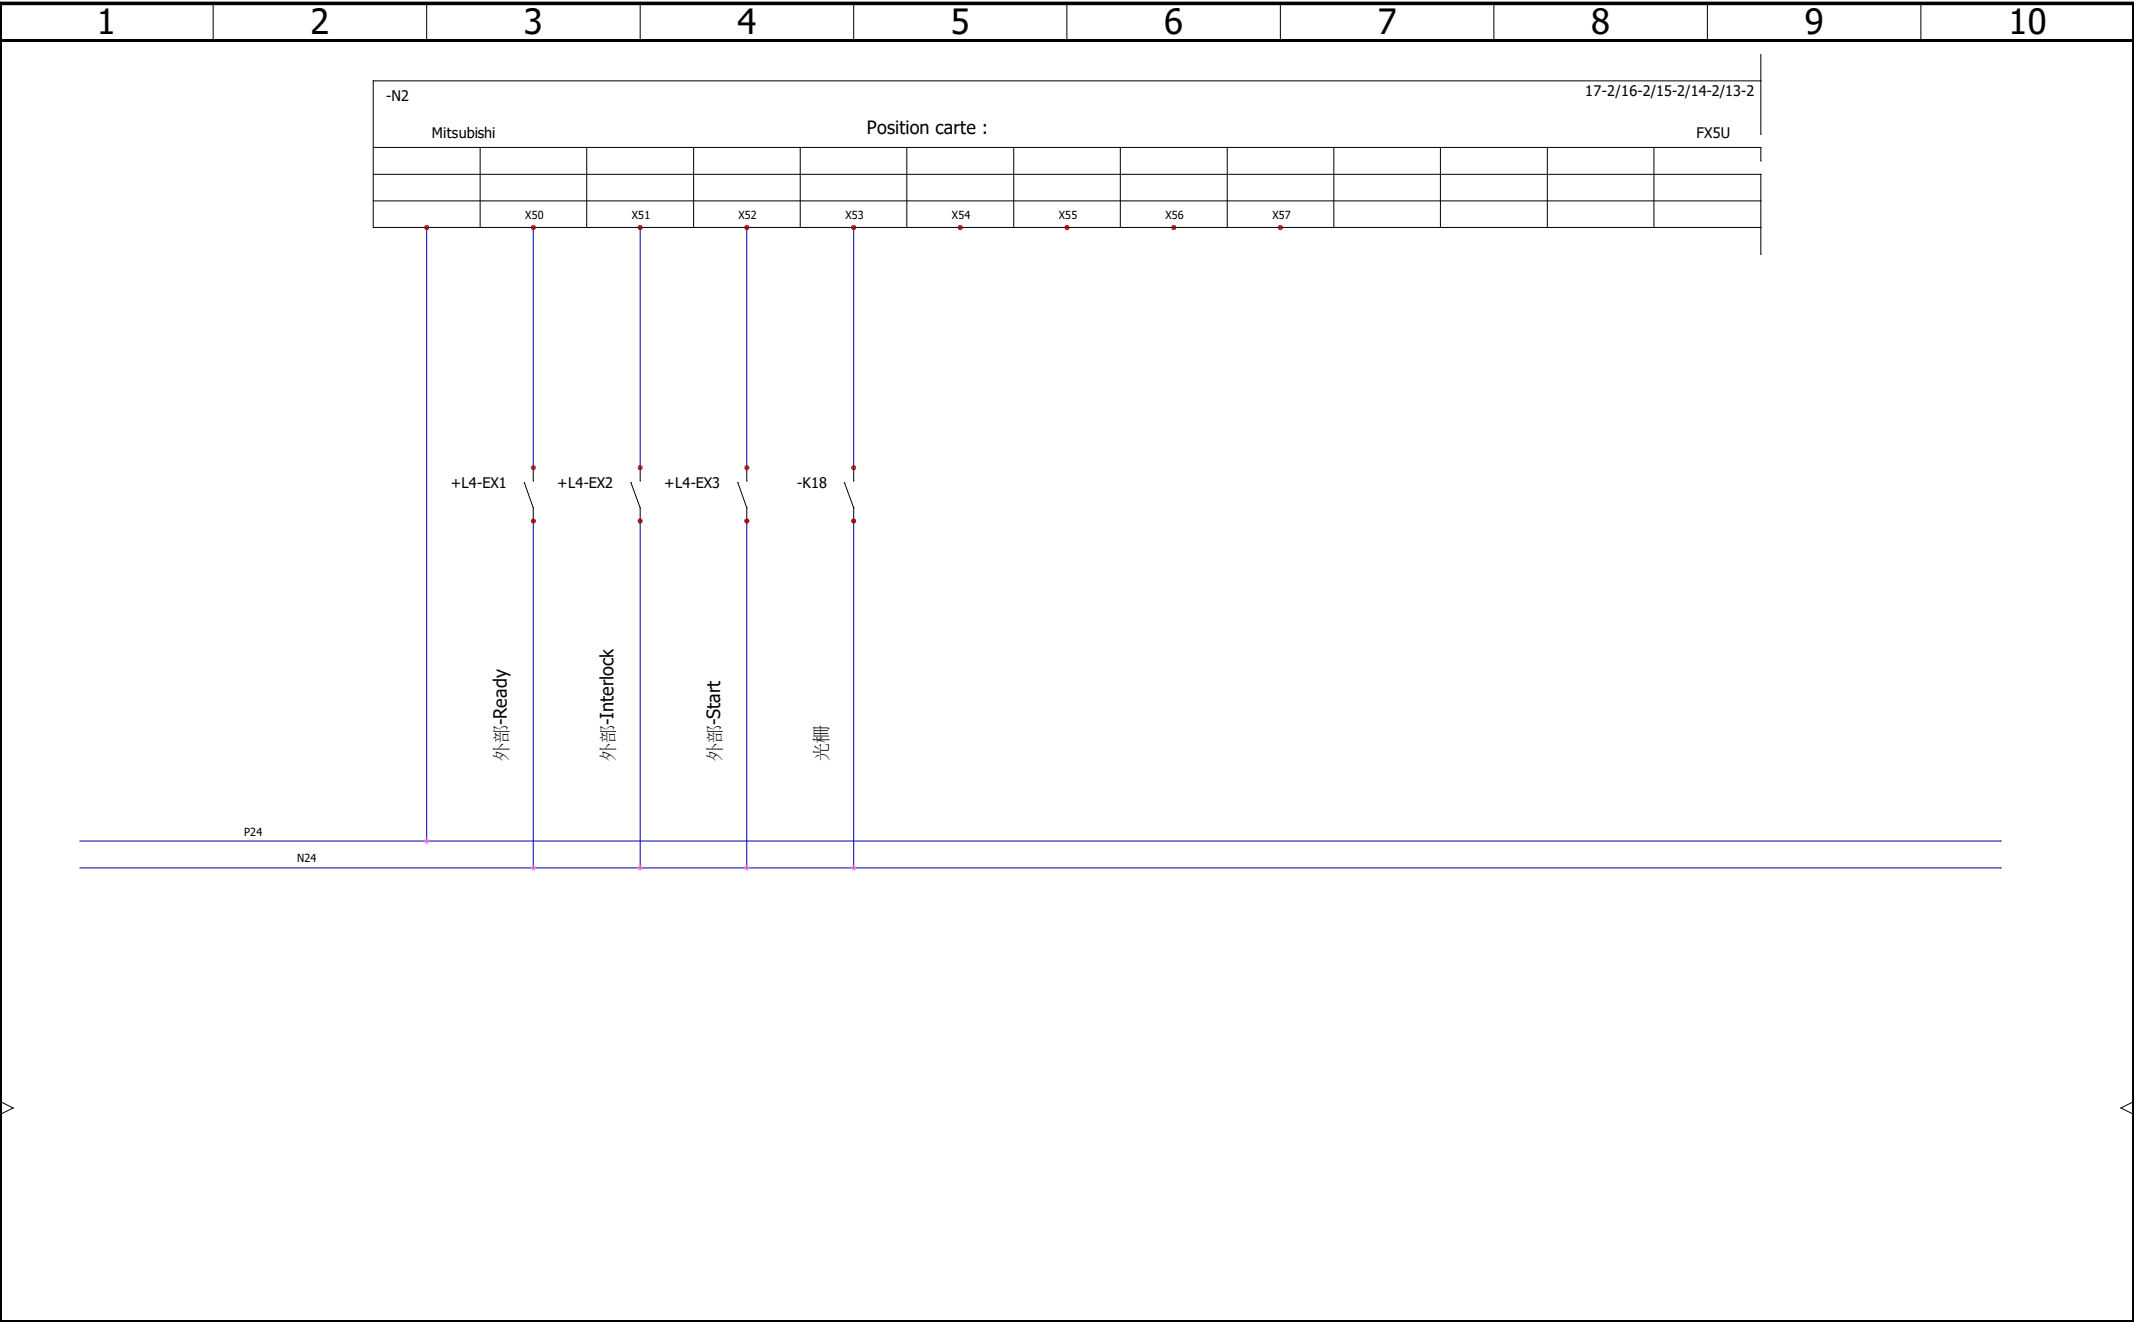 1 2 3 4 5 6 7 8 9 10
-N2 17-2/16-2/15-2/14-2/13-2
Mitsubishi Position carte : FX5U
X50 X51 X52 X53 X54 X55 X56 X57
+L4-EX1 +L4-EX2 +L4-EX3 -K18
外部-Ready
外部-Interlock
外部-Start
光柵
P24
N24